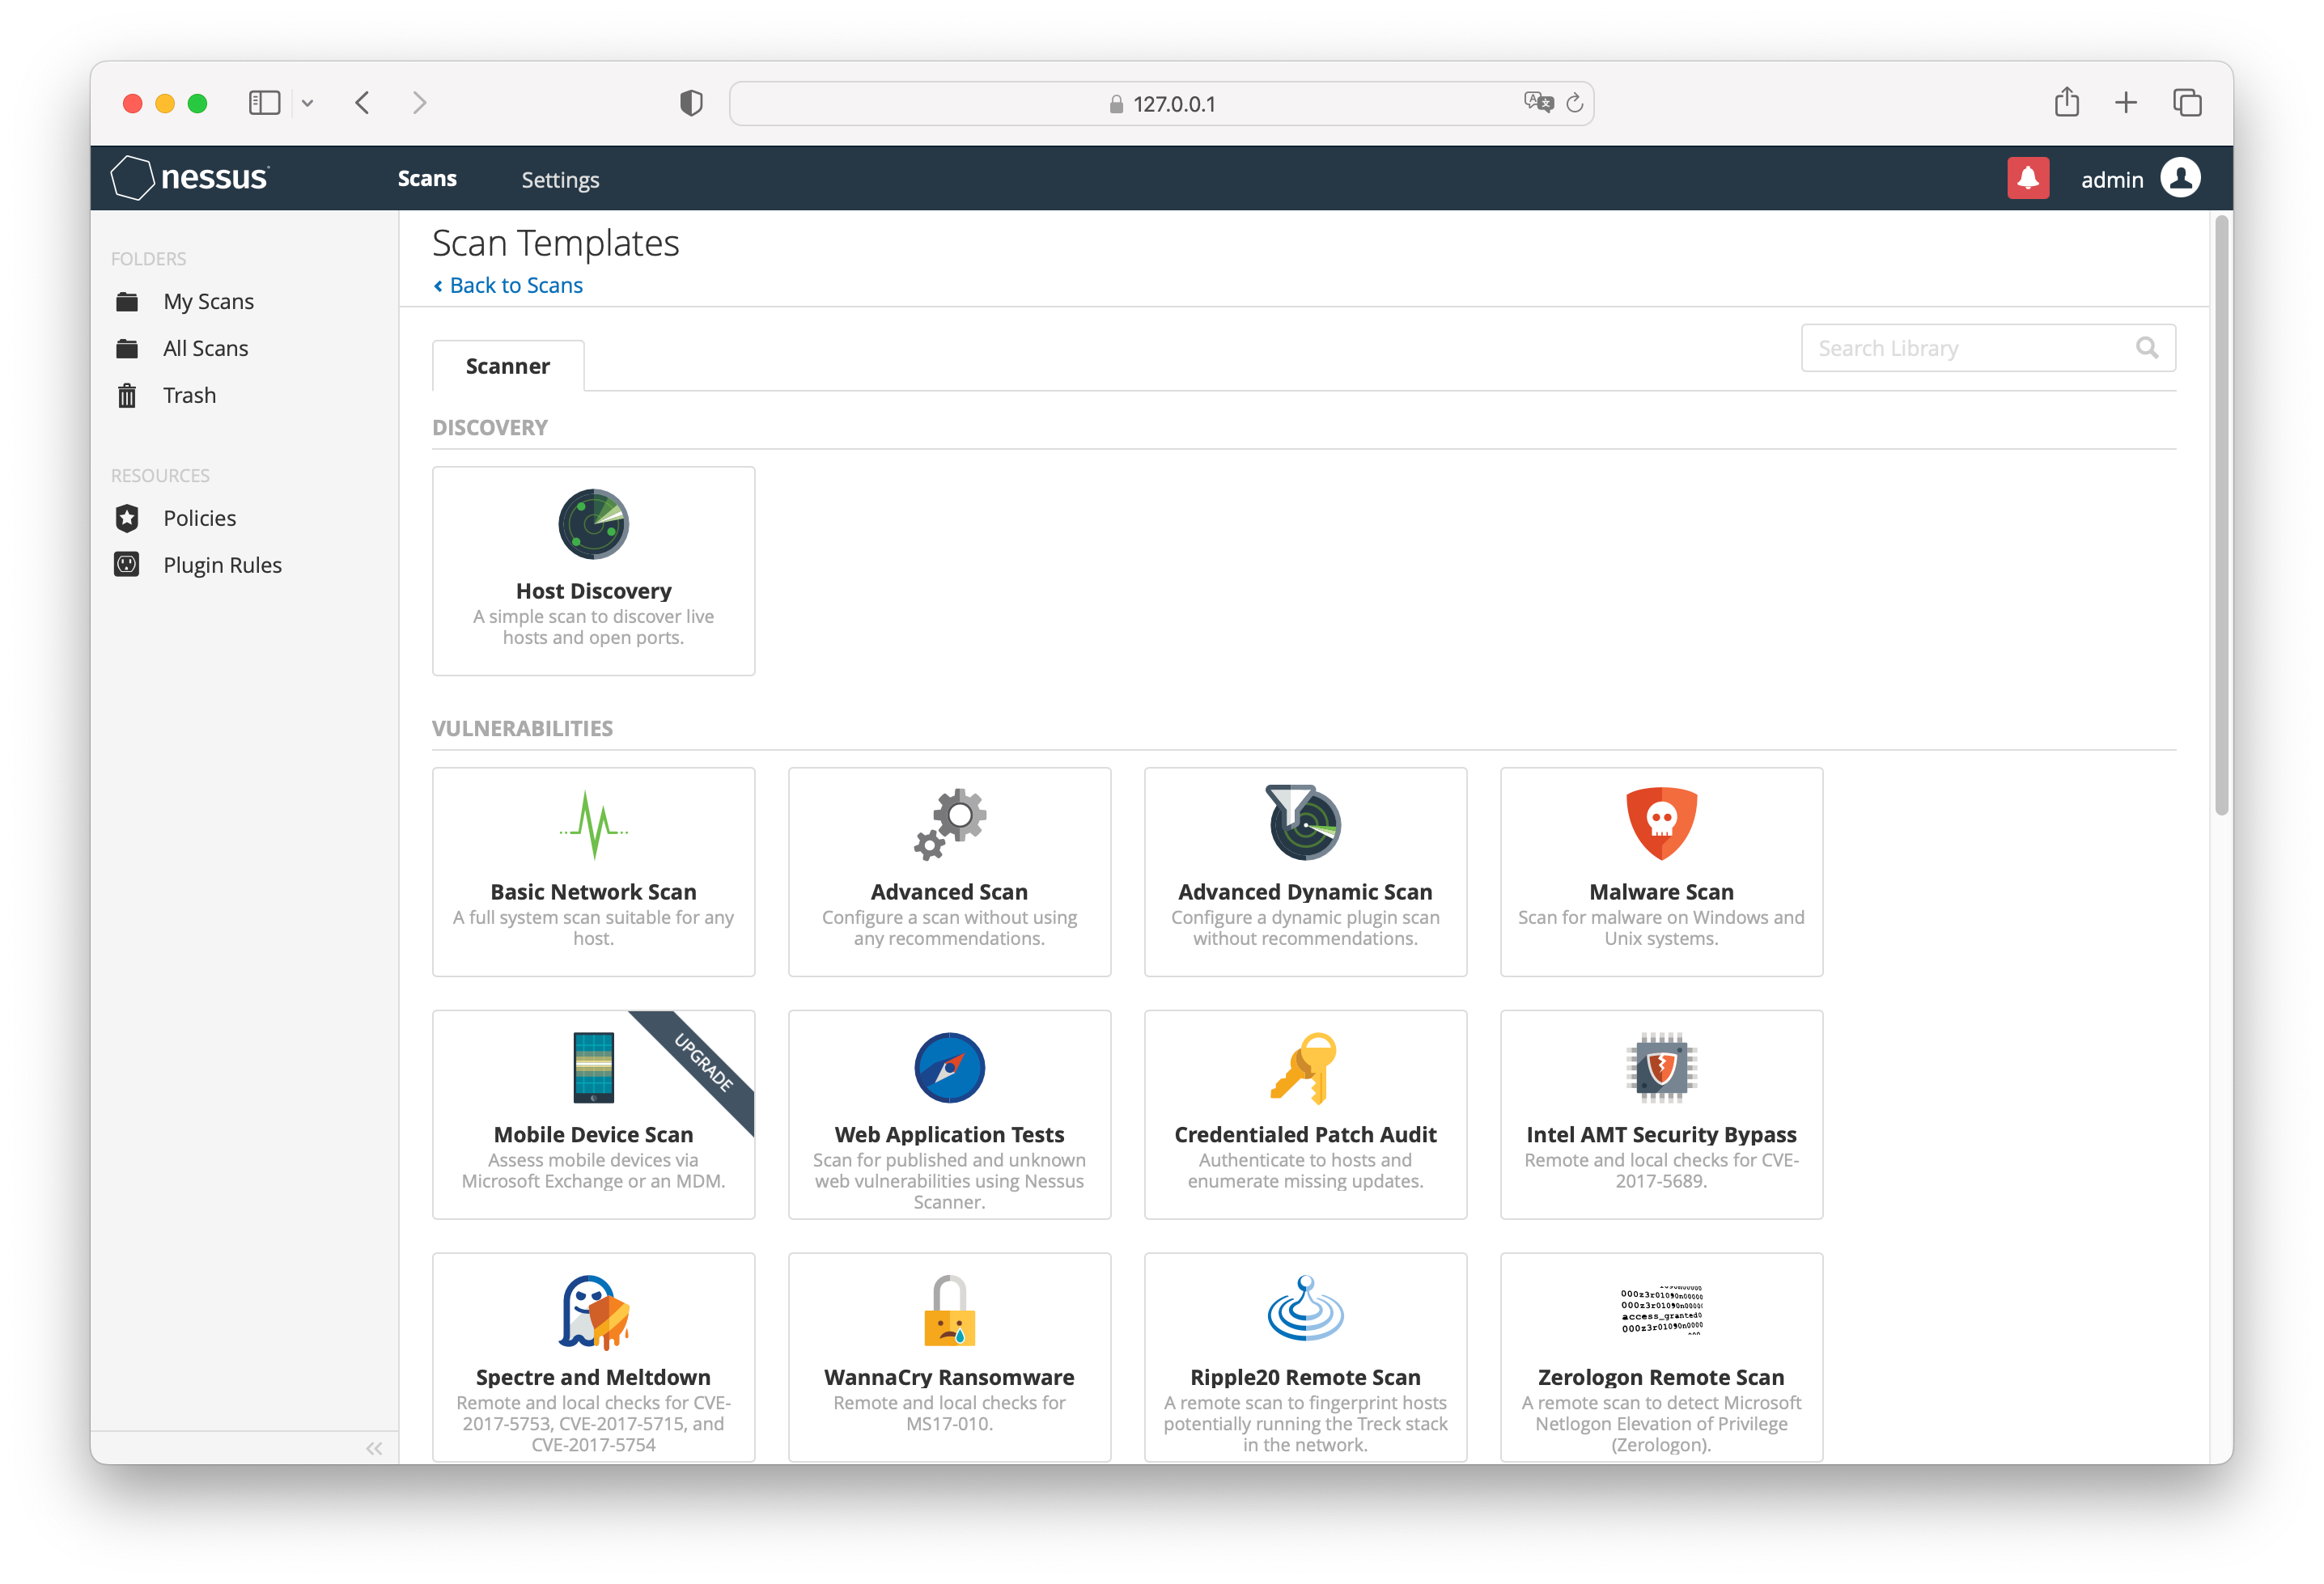 127.0.0.1
nessus
Scans
Settings
admin
FOLDERS
My Scans
All Scans
Trash
RESOURCES
Policies
Plugin Rules
Scan Templates
Back to Scans
Scanner
Search Library
DISCOVERY
Host Discovery
A simple scan to discover live
hosts and open ports.
VULNERABILITIES
Basic Network Scan
A full system scan suitable for any
host.
Advanced Scan
Configure a scan without using
any recommendations.
Advanced Dynamic Scan
Configure a dynamic plugin scan
without recommendations.
Malware Scan
Scan for malware on Windows and
Unix systems.
UPGRADE
Mobile Device Scan
Assess mobile devices via
Microsoft Exchange or an MDM.
Web Application Tests
Scan for published and unknown
web vulnerabilities using Nessus
Scanner.
Credentialed Patch Audit
Authenticate to hosts and
enumerate missing updates.
Intel AMT Security Bypass
Remote and local checks for CVE-
2017-5689.
Spectre and Meltdown
Remote and local checks for CVE-
2017-5753, CVE-2017-5715, and
CVE-2017-5754
WannaCry Ransomware
Remote and local checks for
MS17-010.
Ripple20 Remote Scan
A remote scan to fingerprint hosts
potentially running the Treck stack
in the network.
000z3r01090n00000
000z3r01090n0000
access_granted0
000z3r01090n0000
Zerologon Remote Scan
A remote scan to detect Microsoft
Netlogon Elevation of Privilege
(Zerologon).